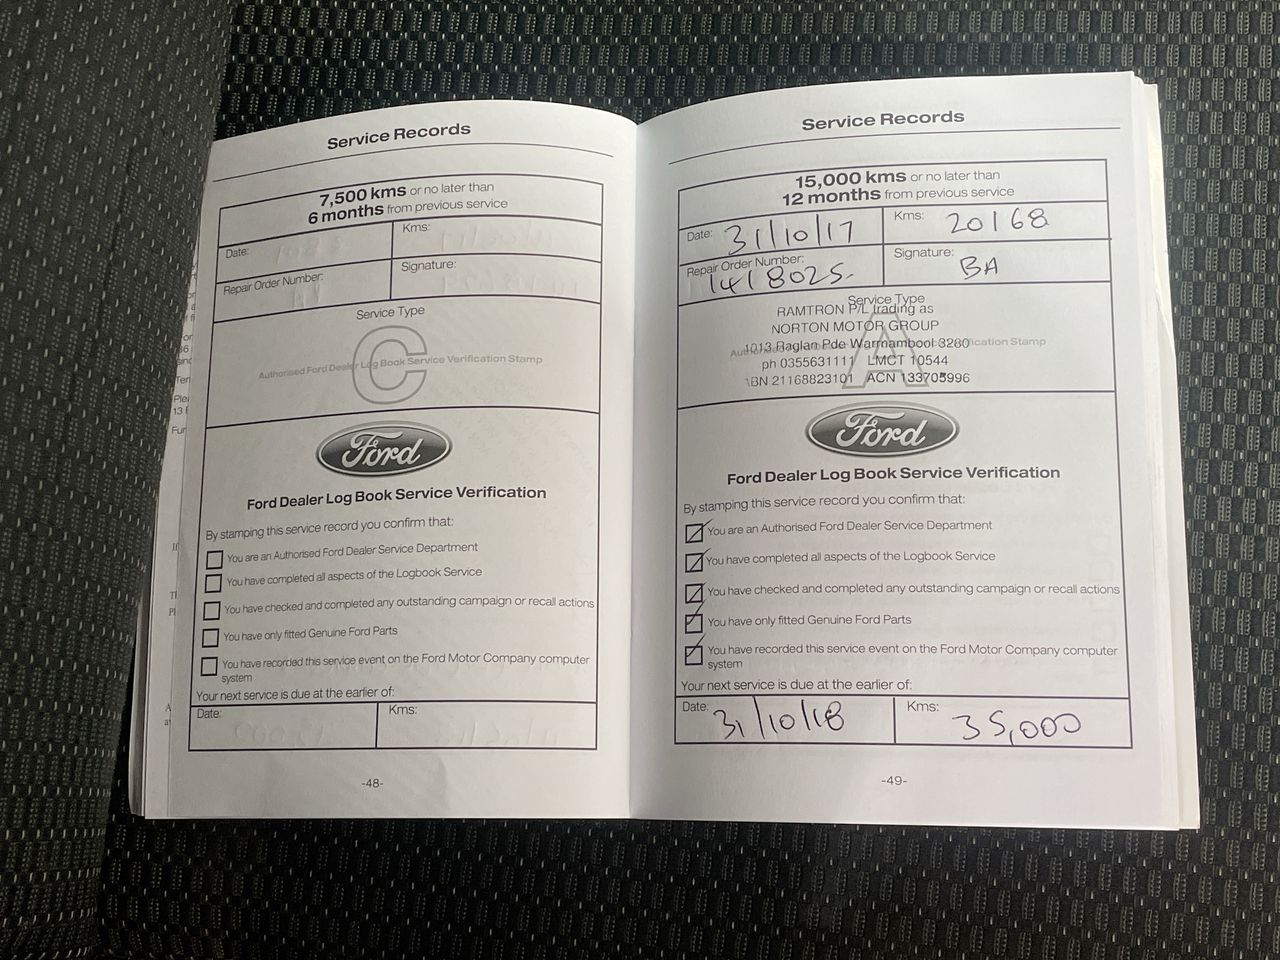 Service Records
7,500 kms or no later than
6 months from previous service
Date:
Kms:
Repair Order Number:
Signature:
Service Type
C
Authorised Ford Dealer Log Book Service Verification Stamp
Ford
Ford Dealer Log Book Service Verification
By stamping this service record you confirm that:
You are an Authorised Ford Dealer Service Department
You have completed all aspects of the Logbook Service
You have checked and completed any outstanding campaign or recall actions
You have only fitted Genuine Ford Parts
You have recorded this service event on the Ford Motor Company computer
system
Your next service is due at the earlier of:
Date:
Kms:
-48-
Service Records
15,000 kms or no later than
12 months from previous service
Date: 31/10/17
Kms: 20168
Repair Order Number:
1418025
Signature: BA
Service Type
A
RAMTRON P/L trading as
NORTON MOTOR GROUP
1013 Raglan Pde Warrnambool 3280
ph 0355631111 LMCT 10544
ABN 21168823101 ACN 133705996
Ford
Ford Dealer Log Book Service Verification
By stamping this service record you confirm that:
You are an Authorised Ford Dealer Service Department
You have completed all aspects of the Logbook Service
You have checked and completed any outstanding campaign or recall actions
You have only fitted Genuine Ford Parts
You have recorded this service event on the Ford Motor Company computer
system
Your next service is due at the earlier of:
Date: 31/10/18
Kms: 35,000
-49-